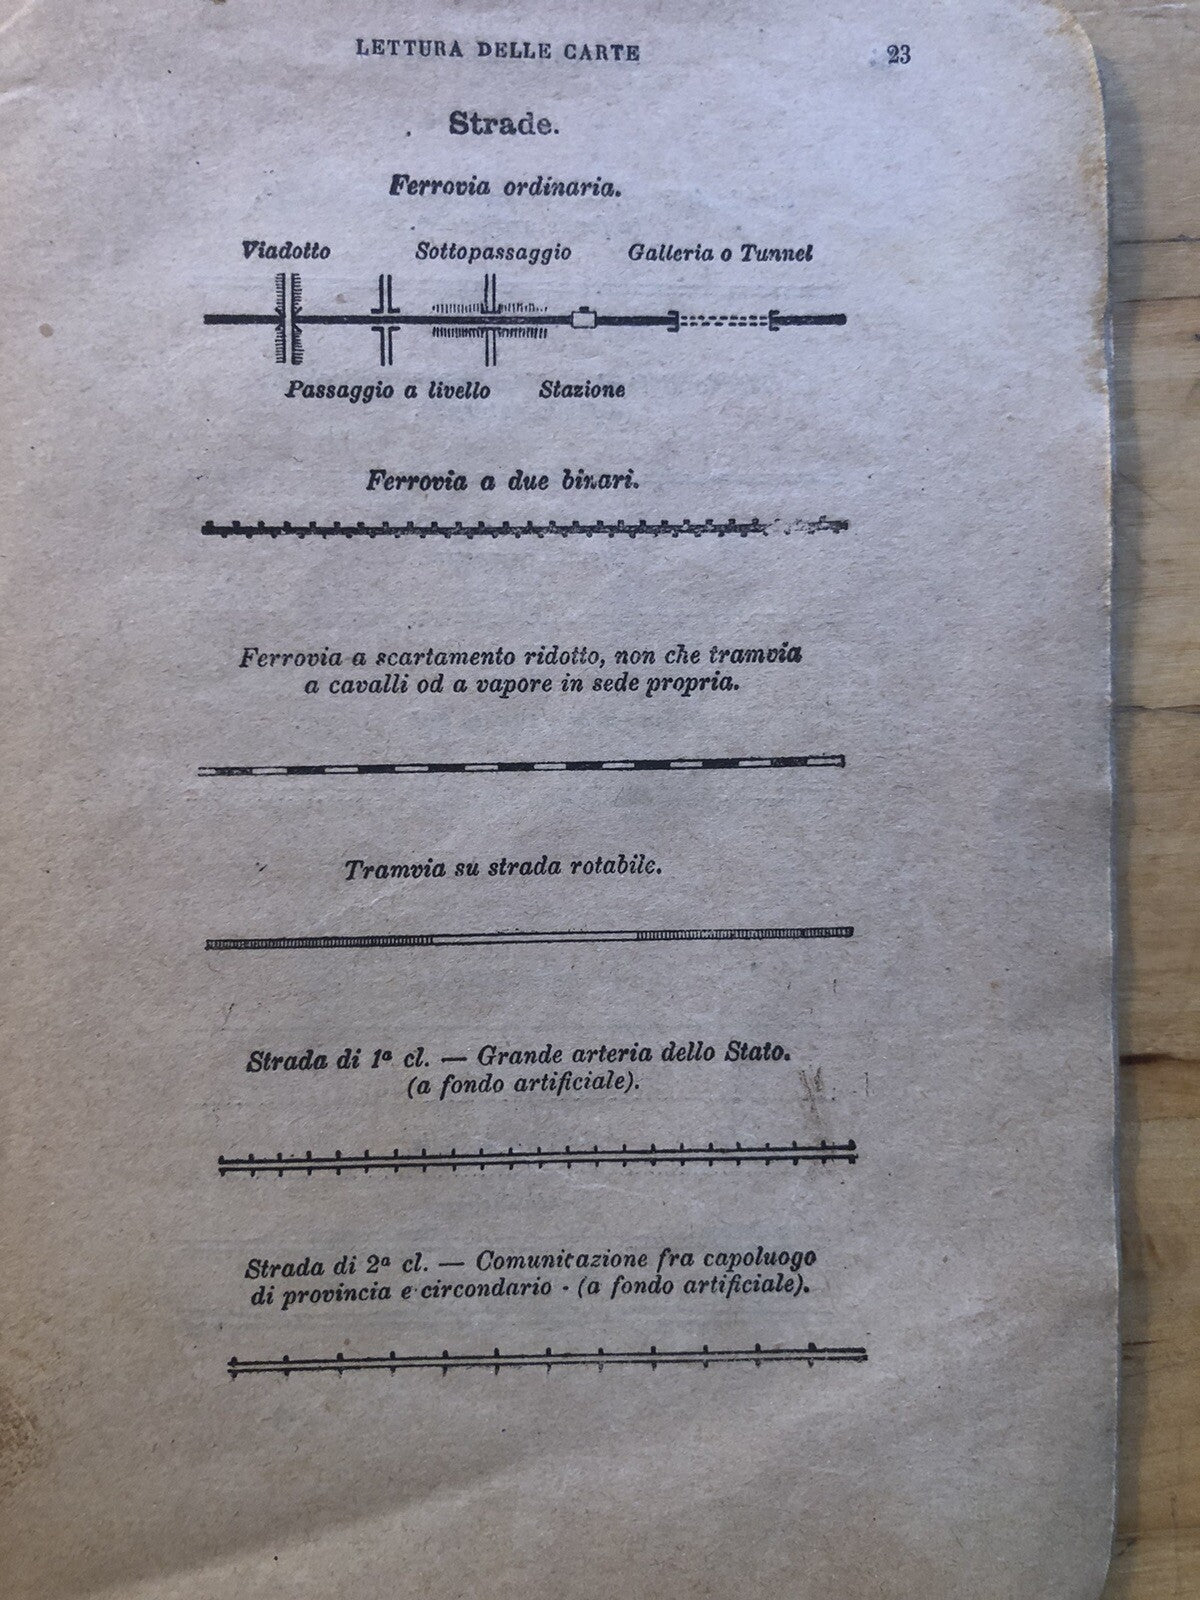 LETTURA DELLE CARTE 23
Strade.
Ferrovia ordinaria.
Viadotto Sottopassaggio Galleria o Tunnel
Passaggio a livello Stazione
Ferrovia a due binari.
Ferrovia a scartamento ridotto, non che tramvia
a cavalli od a vapore in sede propria.
Tramvia su strada rotabile.
Strada di 1ª cl. — Grande arteria dello Stato.
(a fondo artificiale).
Strada di 2ª cl. — Comunicazione fra capoluogo
di provincia e circondario - (a fondo artificiale).